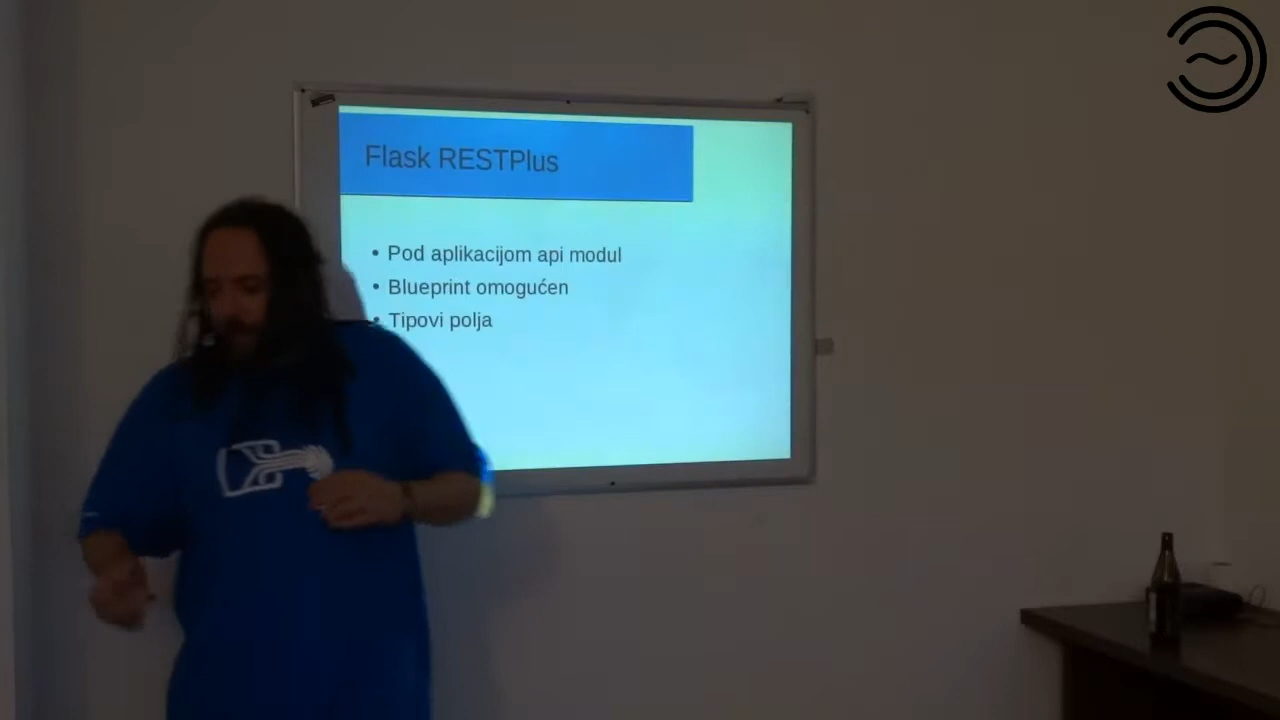 Flask RESTPlus
Pod aplikacijom api modul
Blueprint omogućen
Tipovi polja